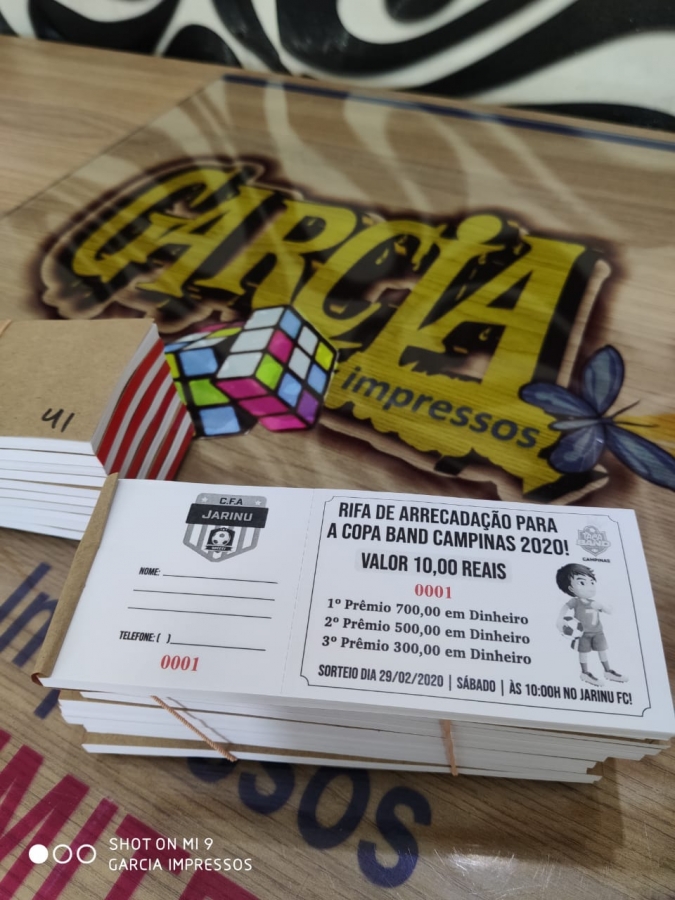 GARCIA
impressos
41
C.F.A
JARINU
NOME:
TELEFONE: ( )
0001
RIFA DE ARRECADAÇÃO PARA
A COPA BAND CAMPINAS 2020!
VALOR 10,00 REAIS
0001
1º Prêmio 700,00 em Dinheiro
2º Prêmio 500,00 em Dinheiro
3º Prêmio 300,00 em Dinheiro
SORTEIO DIA 29/02/2020 | SÁBADO | ÀS 10:00H NO JARINU FC!
BAND
CAMPINAS
SHOT ON MI 9
GARCIA IMPRESSOS